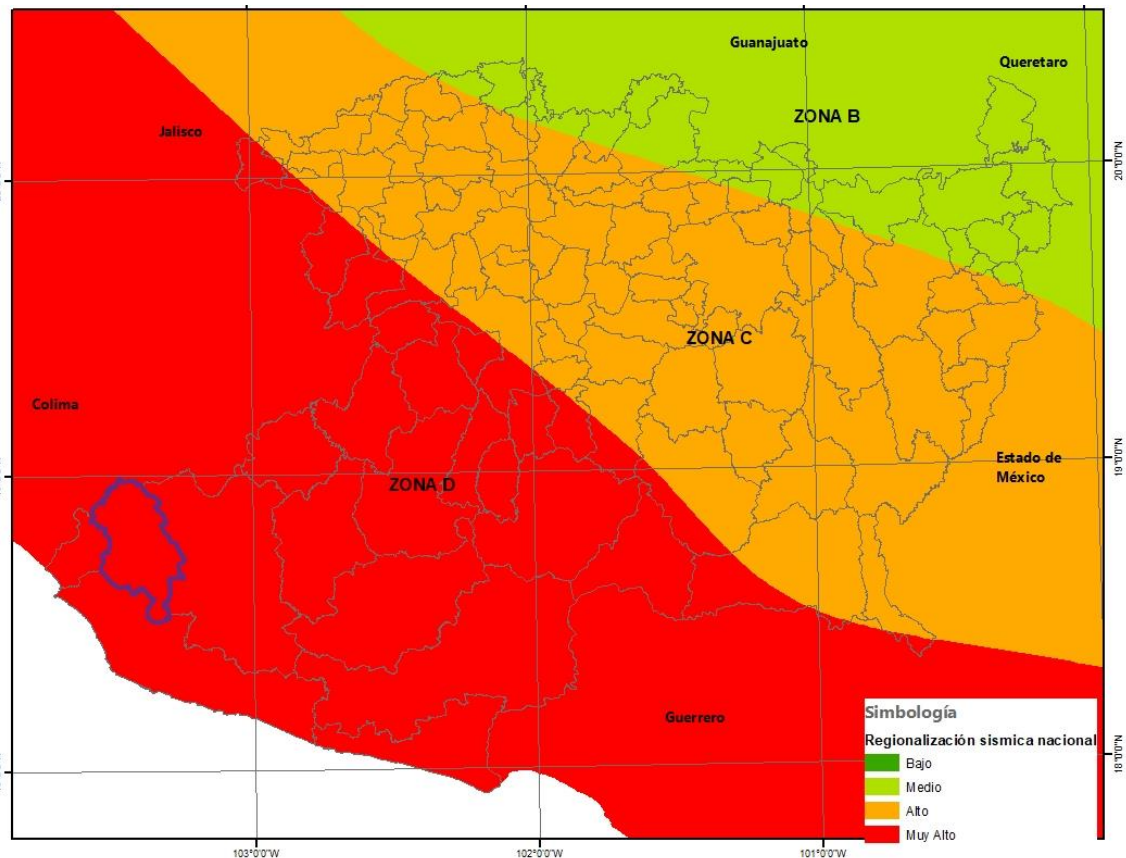 Guanajuato
Queretaro
ZONA B
Jalisco
20°0'0"N
ZONA C
Colima
Estado de
México
19°0'0"N
ZONA D
Guerrero
Simbología
Regionalización sismica nacional
Bajo
Medio
Alto
Muy Alto
18°0'0"N
103°0'0"W
102°0'0"W
101°0'0"W